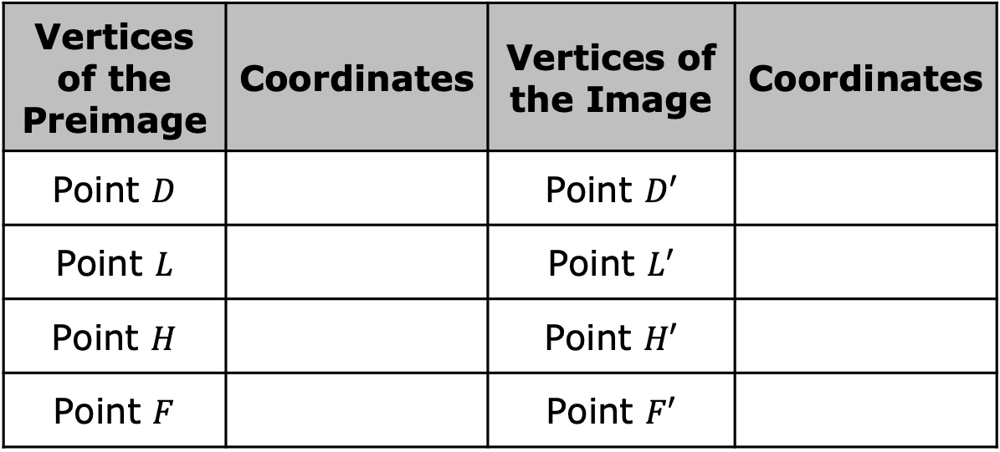 Vertices
of the
Preimage
Coordinates
Vertices of
the Image
Coordinates
Point D
Point D′
Point L
Point L′
Point H
Point H′
Point F
Point F′